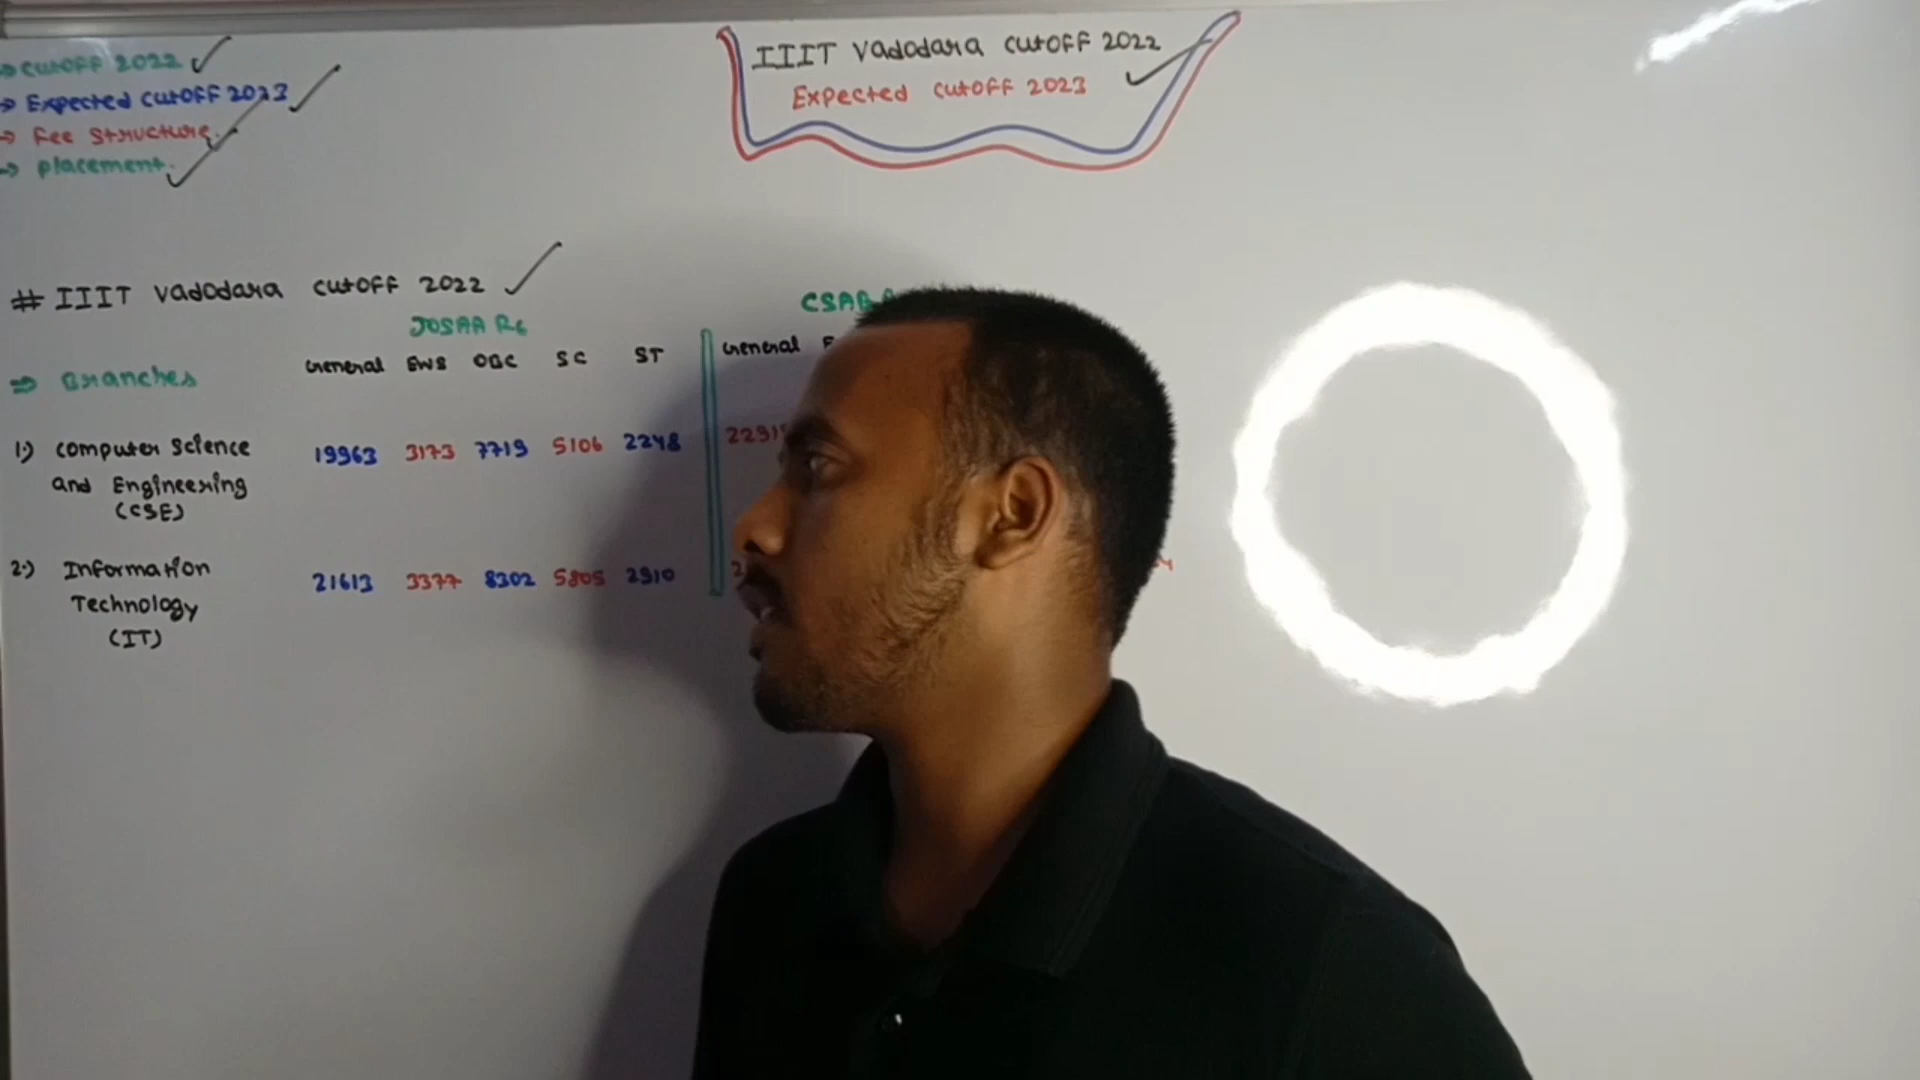 → Cutoff 2022 ✓
→ Expected Cutoff 2023 ✓
→ Fee Structure. ✓
→ Placement. ✓
IIIT Vadodara Cutoff 2022
Expected Cutoff 2023 ✓
# IIIT Vadodara Cutoff 2022 ✓
JOSAA R6
CSAB
⇒ Branches General EWS OBC SC ST General
1.) Computer Science 19963 3173 7719 5106 2248
and Engineering
(CSE)
2.) Information 21613 3377 8302 5805 2910
Technology
(IT)